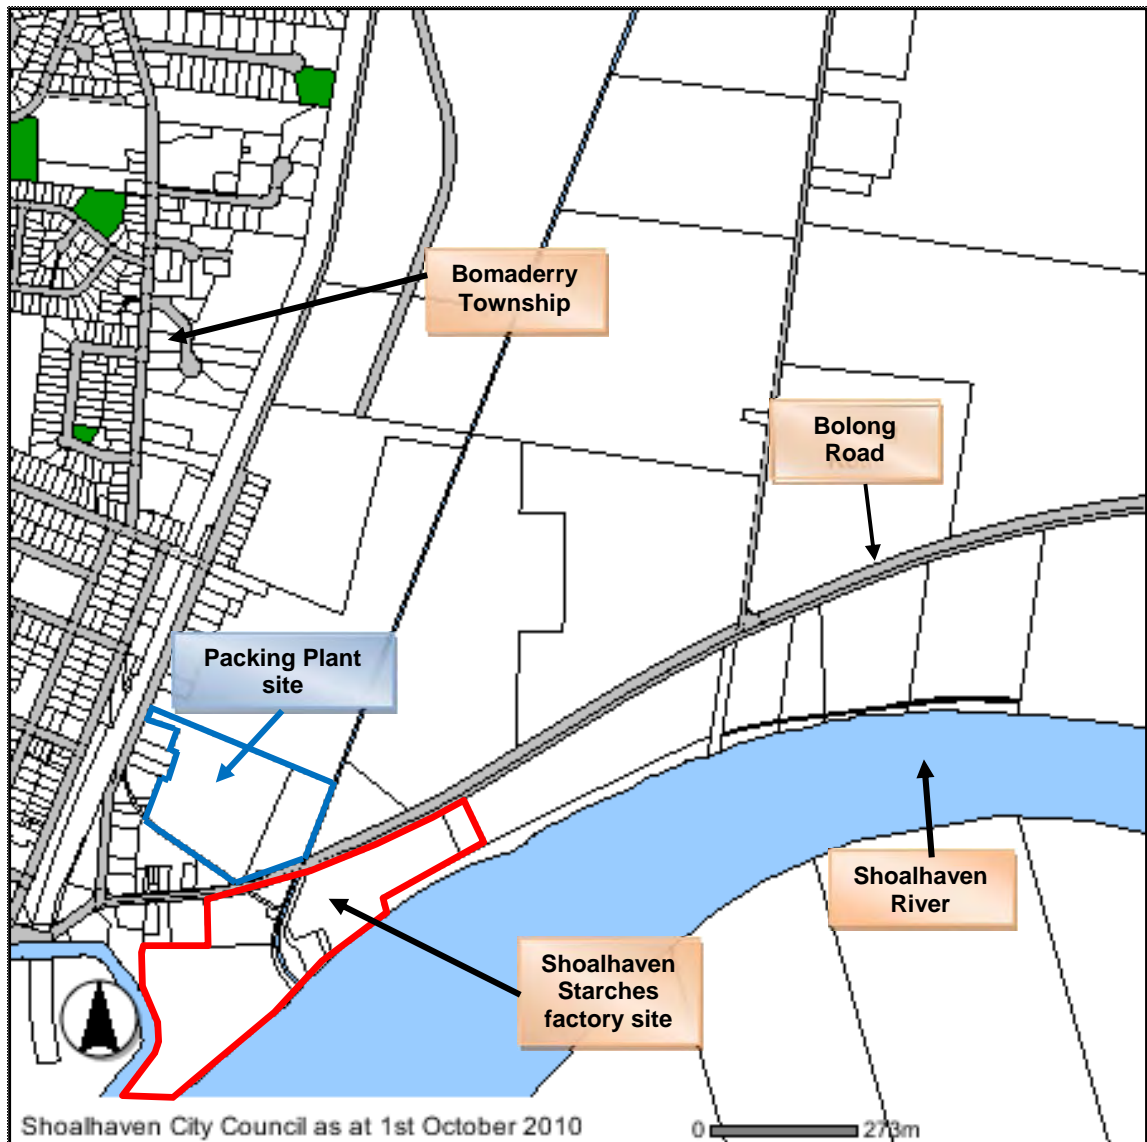 Bomaderry
Township
Bolong
Road
Packing Plant
site
Shoalhaven
River
Shoalhaven
Starches
factory site
Shoalhaven City Council as at 1st October 2010
0 273m